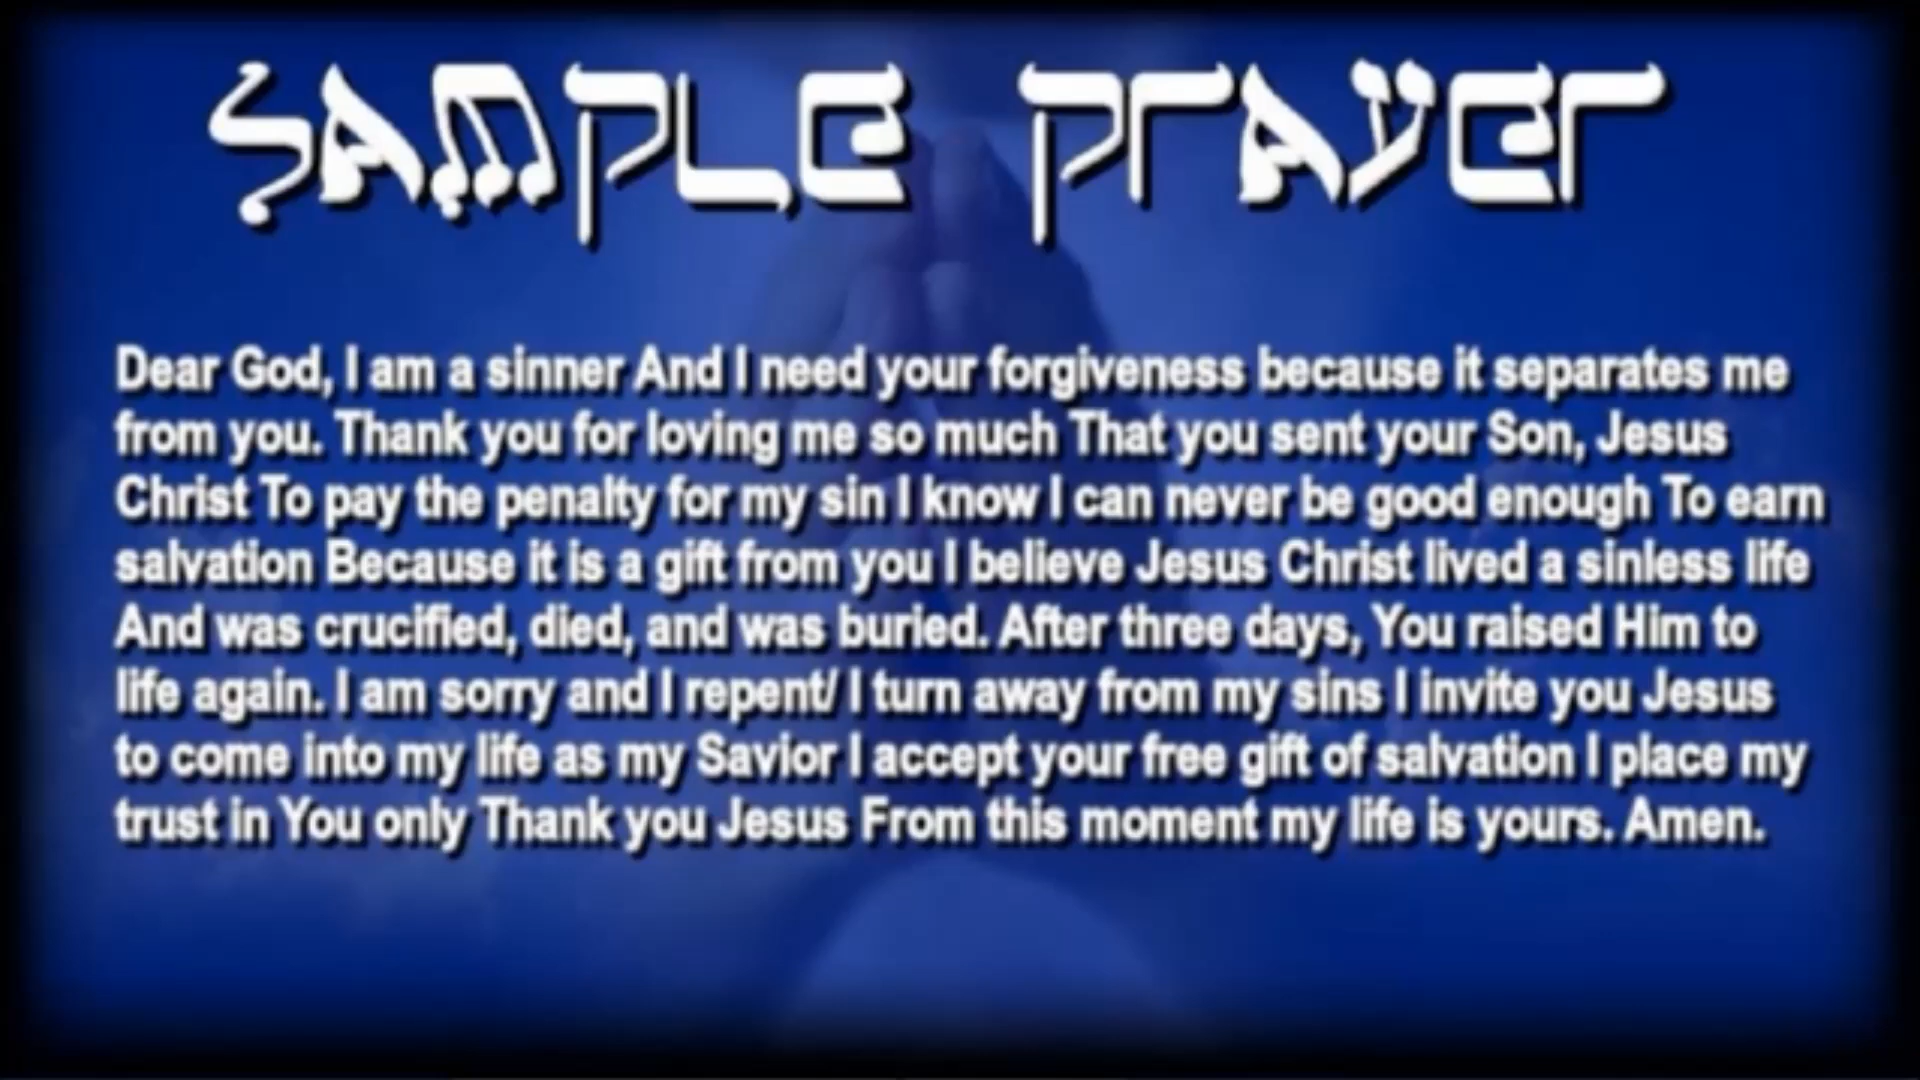 SAMPLE PRAYER
Dear God, I am a sinner And I need your forgiveness because it separates me
from you. Thank you for loving me so much That you sent your Son, Jesus
Christ To pay the penalty for my sin I know I can never be good enough To earn
salvation Because it is a gift from you I believe Jesus Christ lived a sinless life
And was crucified, died, and was buried. After three days, You raised Him to
life again. I am sorry and I repent/ I turn away from my sins I invite you Jesus
to come into my life as my Savior I accept your free gift of salvation I place my
trust in You only Thank you Jesus From this moment my life is yours. Amen.